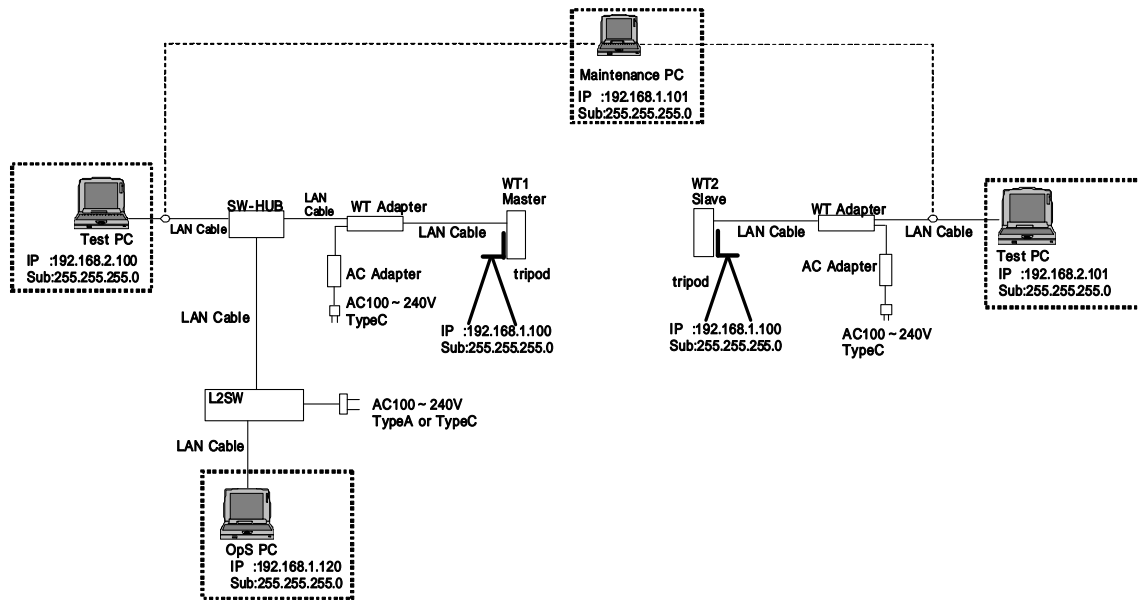 Maintenance PC
IP :192.168.1.101
Sub:255.255.255.0
Test PC
IP :192.168.2.100
Sub:255.255.255.0
LAN Cable
SW-HUB
LAN
Cable
WT Adapter
LAN Cable
WT1
Master
AC Adapter
AC100~240V
TypeC
tripod
IP :192.168.1.100
Sub:255.255.255.0
WT2
Slave
tripod
IP :192.168.1.100
Sub:255.255.255.0
LAN Cable
WT Adapter
LAN Cable
AC Adapter
AC100~240V
TypeC
Test PC
IP :192.168.2.101
Sub:255.255.255.0
LAN Cable
L2SW
AC100~240V
TypeA or TypeC
LAN Cable
OpS PC
IP :192.168.1.120
Sub:255.255.255.0